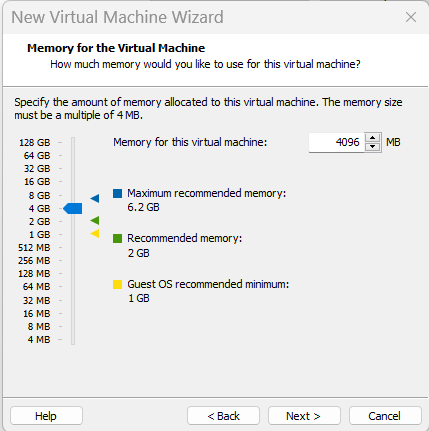 New Virtual Machine Wizard
Memory for the Virtual Machine
How much memory would you like to use for this virtual machine?
Specify the amount of memory allocated to this virtual machine. The memory size
must be a multiple of 4 MB.
128 GB
64 GB
32 GB
16 GB
8 GB
4 GB
2 GB
1 GB
512 MB
256 MB
128 MB
64 MB
32 MB
16 MB
8 MB
4 MB
Memory for this virtual machine: 4096 MB
Maximum recommended memory:
6.2 GB
Recommended memory:
2 GB
Guest OS recommended minimum:
1 GB
Help < Back Next > Cancel